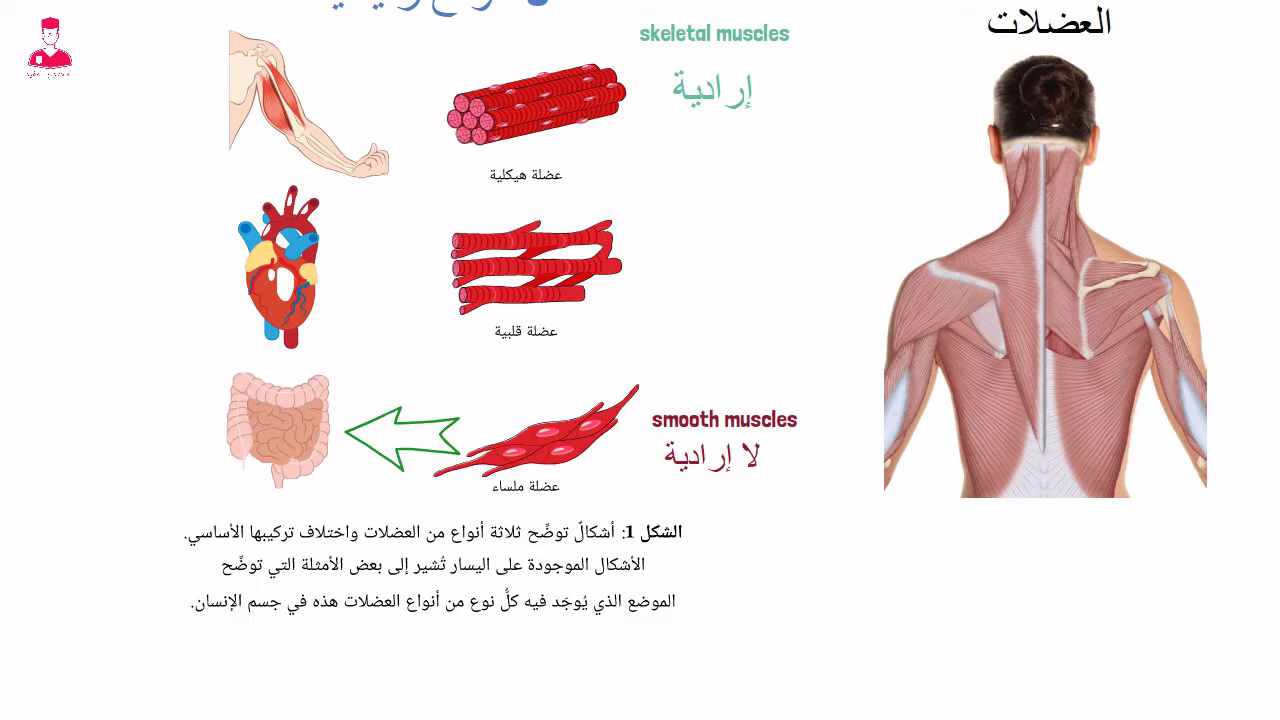 العضلات
skeletal muscles
إرادية
عضلة هيكلية
عضلة قلبية
smooth muscles
لا إرادية
عضلة ملساء
الشكل 1: أشكالٌ توضِّح ثلاثة أنواع من العضلات واختلاف تركيبها الأساسي.
الأشكال الموجودة على اليسار تُشير إلى بعض الأمثلة التي توضِّح
الموضع الذي يُوجَد فيه كلُّ نوع من أنواع العضلات هذه في جسم الإنسان.